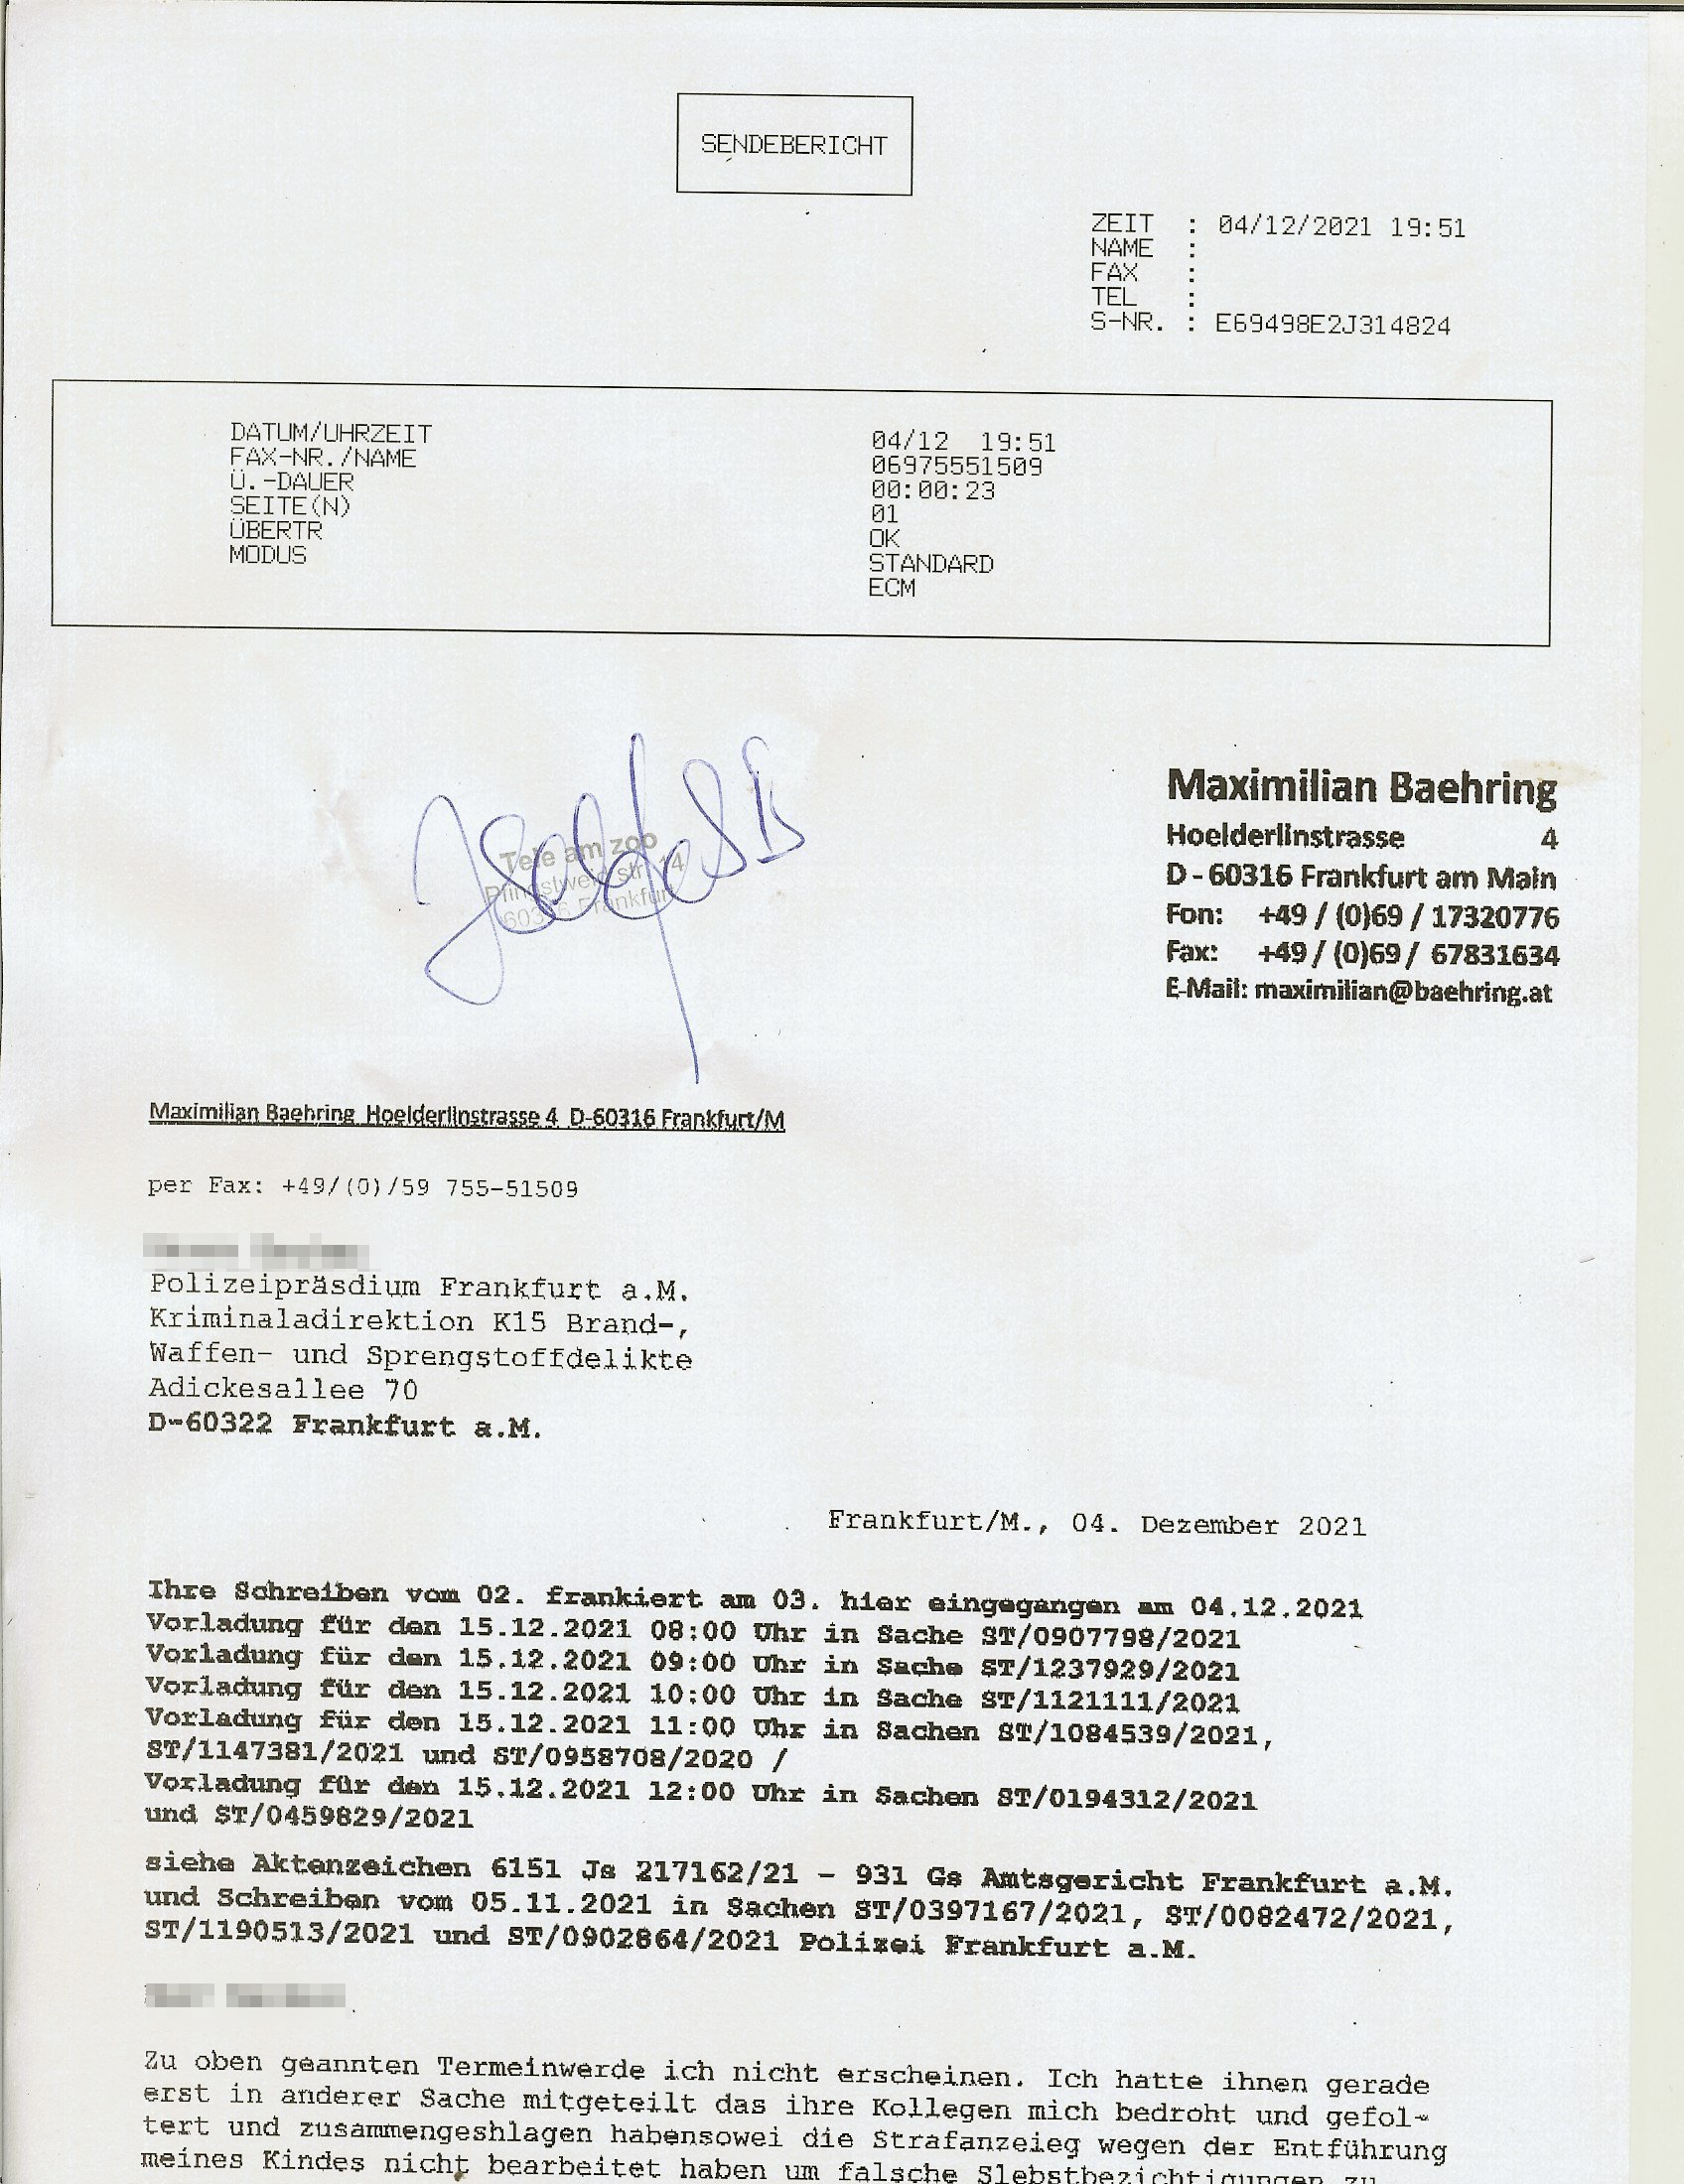 SENDEBERICHT
ZEIT : 04/12/2021 19:51
NAME :
FAX :
TEL :
S-NR. : E69498E2J314824
DATUM/UHRZEIT 04/12 19:51
FAX-NR./NAME 06975551509
Ü.-DAUER 00:00:23
SEITE(N) 01
ÜBERTR OK
MODUS STANDARD
ECM
Tele am zoo
Pfingstweid str. 14
60316 Frankfurt
Maximilian Baehring
Hoelderlinstrasse 4
D - 60316 Frankfurt am Main
Fon: +49 / (0)69 / 17320776
Fax: +49 / (0)69 / 67831634
E-Mail: maximilian@baehring.at
Maximilian Baehring Hoelderlinstrasse 4 D-60316 Frankfurt/M
per Fax: +49/(0)/59 755-51509
Polizeipräsdium Frankfurt a.M.
Kriminaladirektion K15 Brand-,
Waffen- und Sprengstoffdelikte
Adickesallee 70
D-60322 Frankfurt a.M.
Frankfurt/M., 04. Dezember 2021
Ihre Schreiben vom 02. frankiert am 03. hier eingegangen am 04.12.2021
Vorladung für den 15.12.2021 08:00 Uhr in Sache ST/0907798/2021
Vorladung für den 15.12.2021 09:00 Uhr in Sache ST/1237929/2021
Vorladung für den 15.12.2021 10:00 Uhr in Sache ST/1121111/2021
Vorladung für den 15.12.2021 11:00 Uhr in Sachen ST/1084539/2021,
ST/1147381/2021 und ST/0958708/2020 /
Vorladung für den 15.12.2021 12:00 Uhr in Sachen ST/0194312/2021
und ST/0459829/2021
siehe Aktenzeichen 6151 Js 217162/21 - 931 Gs Amtsgericht Frankfurt a.M.
und Schreiben vom 05.11.2021 in Sachen ST/0397167/2021, ST/0082472/2021,
ST/1190513/2021 und ST/0902864/2021 Polizei Frankfurt a.M.
Zu oben geannten Termeinwerde ich nicht erscheinen. Ich hatte ihnen gerade
erst in anderer Sache mitgeteilt das ihre Kollegen mich bedroht und gefol-
tert und zusammengeshlagen habensowei die Strafanzeieg wegen der Entführung
meines Kindes nicht bearbeitet haben um falsche Slebstbezichtigungen zu